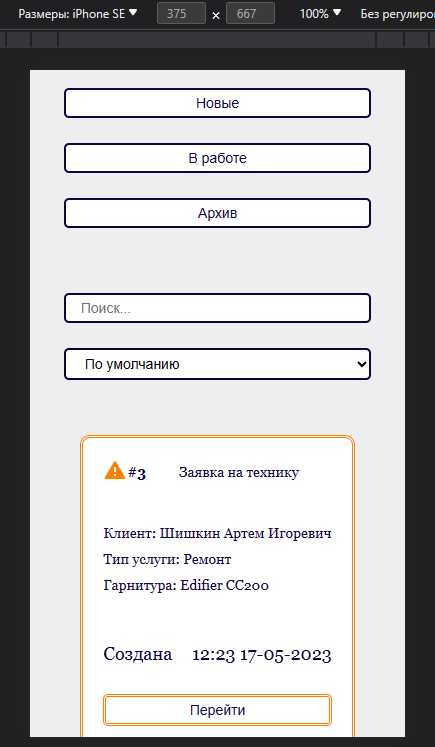 Размеры: iPhone SE 375 × 667 100% Без регулиро
Новые
В работе
Архив
Поиск...
По умолчанию
#3 Заявка на технику
Клиент: Шишкин Артем Игоревич
Тип услуги: Ремонт
Гарнитура: Edifier CC200
Создана 12:23 17-05-2023
Перейти